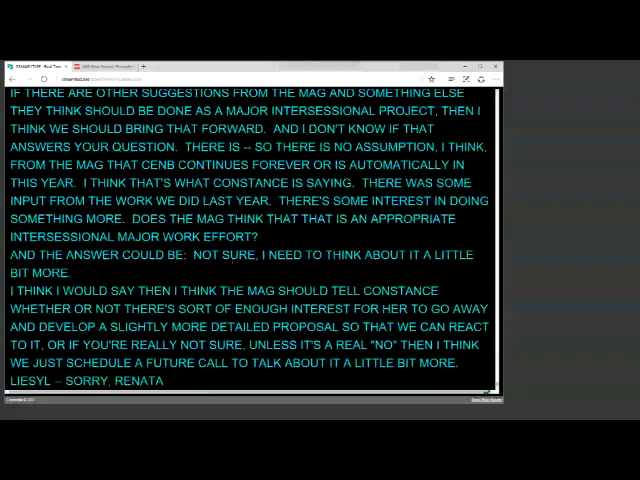 IF THERE ARE OTHER SUGGESTIONS FROM THE MAG AND SOMETHING ELSE
THEY THINK SHOULD BE DONE AS A MAJOR INTERSESSIONAL PROJECT, THEN I
THINK WE SHOULD BRING THAT FORWARD.  AND I DON'T KNOW IF THAT
ANSWERS YOUR QUESTION.  THERE IS -- SO THERE IS NO ASSUMPTION, I THINK,
FROM THE MAG THAT CENB CONTINUES FOREVER OR IS AUTOMATICALLY IN
THIS YEAR.  I THINK THAT'S WHAT CONSTANCE IS SAYING.  THERE WAS SOME
INPUT FROM THE WORK WE DID LAST YEAR.  THERE'S SOME INTEREST IN DOING
SOMETHING MORE.  DOES THE MAG THINK THAT THAT IS AN APPROPRIATE
INTERSESSIONAL MAJOR WORK EFFORT?
AND THE ANSWER COULD BE:  NOT SURE, I NEED TO THINK ABOUT IT A LITTLE
BIT MORE.
I THINK I WOULD SAY THEN I THINK THE MAG SHOULD TELL CONSTANCE
WHETHER OR NOT THERE'S SORT OF ENOUGH INTEREST FOR HER TO GO AWAY
AND DEVELOP A SLIGHTLY MORE DETAILED PROPOSAL SO THAT WE CAN REACT
TO IT, OR IF YOU'RE REALLY NOT SURE, UNLESS IT'S A REAL "NO" THEN I THINK
WE JUST SCHEDULE A FUTURE CALL TO TALK ABOUT IT A LITTLE BIT MORE.
LIESYL -- SORRY, RENATA